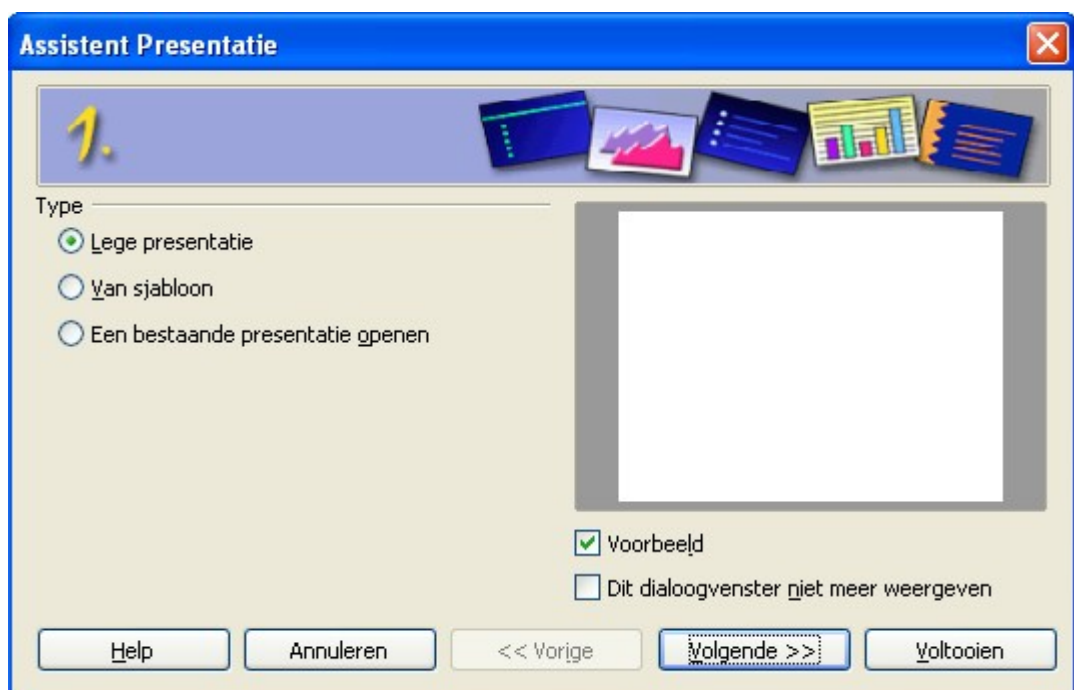 Assistent Presentatie
1.
Type
Lege presentatie
Van sjabloon
Een bestaande presentatie openen
Voorbeeld
Dit dialoogvenster niet meer weergeven
Help
Annuleren
<< Vorige
Volgende >>
Voltooien